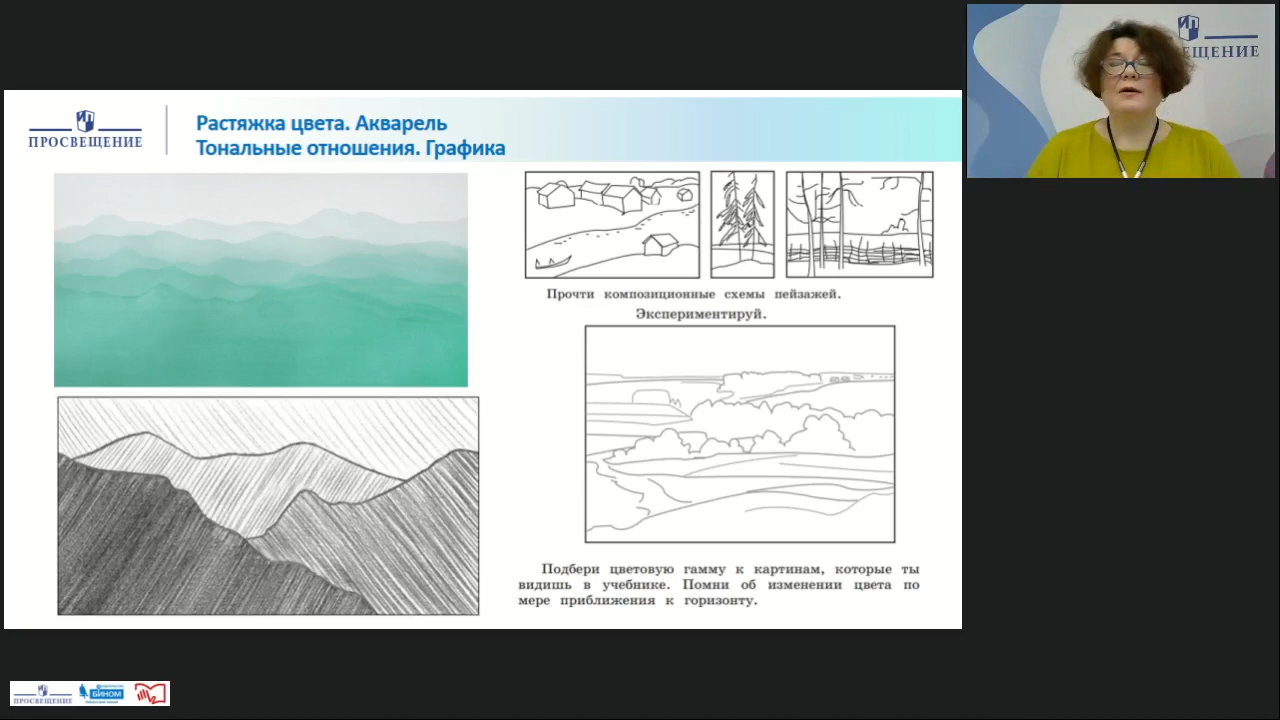 ПРОСВЕЩЕНИЕ
Растяжка цвета. Акварель
Тональные отношения. Графика
Прочти композиционные схемы пейзажей.
Экспериментируй.
Подбери цветовую гамму к картинам, которые ты
видишь в учебнике. Помни об изменении цвета по
мере приближения к горизонту.
ЕЩЕНИЕ
ПРОСВЕЩЕНИЕ
БИНОМ